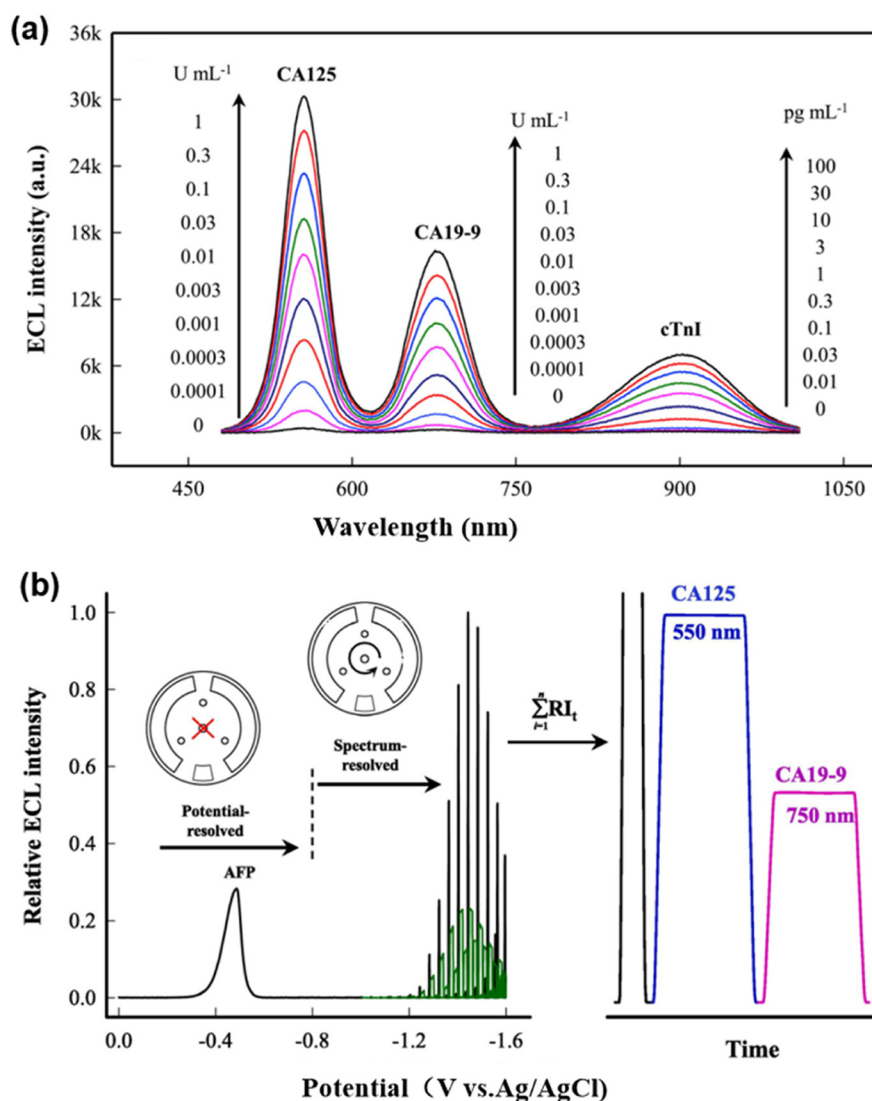 (a)
36k
30k
24k
18k
12k
6k
0k
ECL intensity (a.u.)
U mL-1
1
0.3
0.1
0.03
0.01
0.003
0.001
0.0003
0.0001
0
CA125
CA19-9
U mL-1
1
0.3
0.1
0.03
0.01
0.003
0.001
0.0003
0.0001
0
cTnI
pg mL-1
100
30
10
3
1
0.3
0.1
0.03
0.01
0
450 600 750 900 1050
Wavelength (nm)
(b)
1.0
0.8
0.6
0.4
0.2
0.0
Relative ECL intensity
Potential-
resolved
AFP
Spectrum-
resolved
n
∑RIt
i=1
CA125
550 nm
CA19-9
750 nm
0.0 -0.4 -0.8 -1.2 -1.6
Potential（V vs.Ag/AgCl)
Time